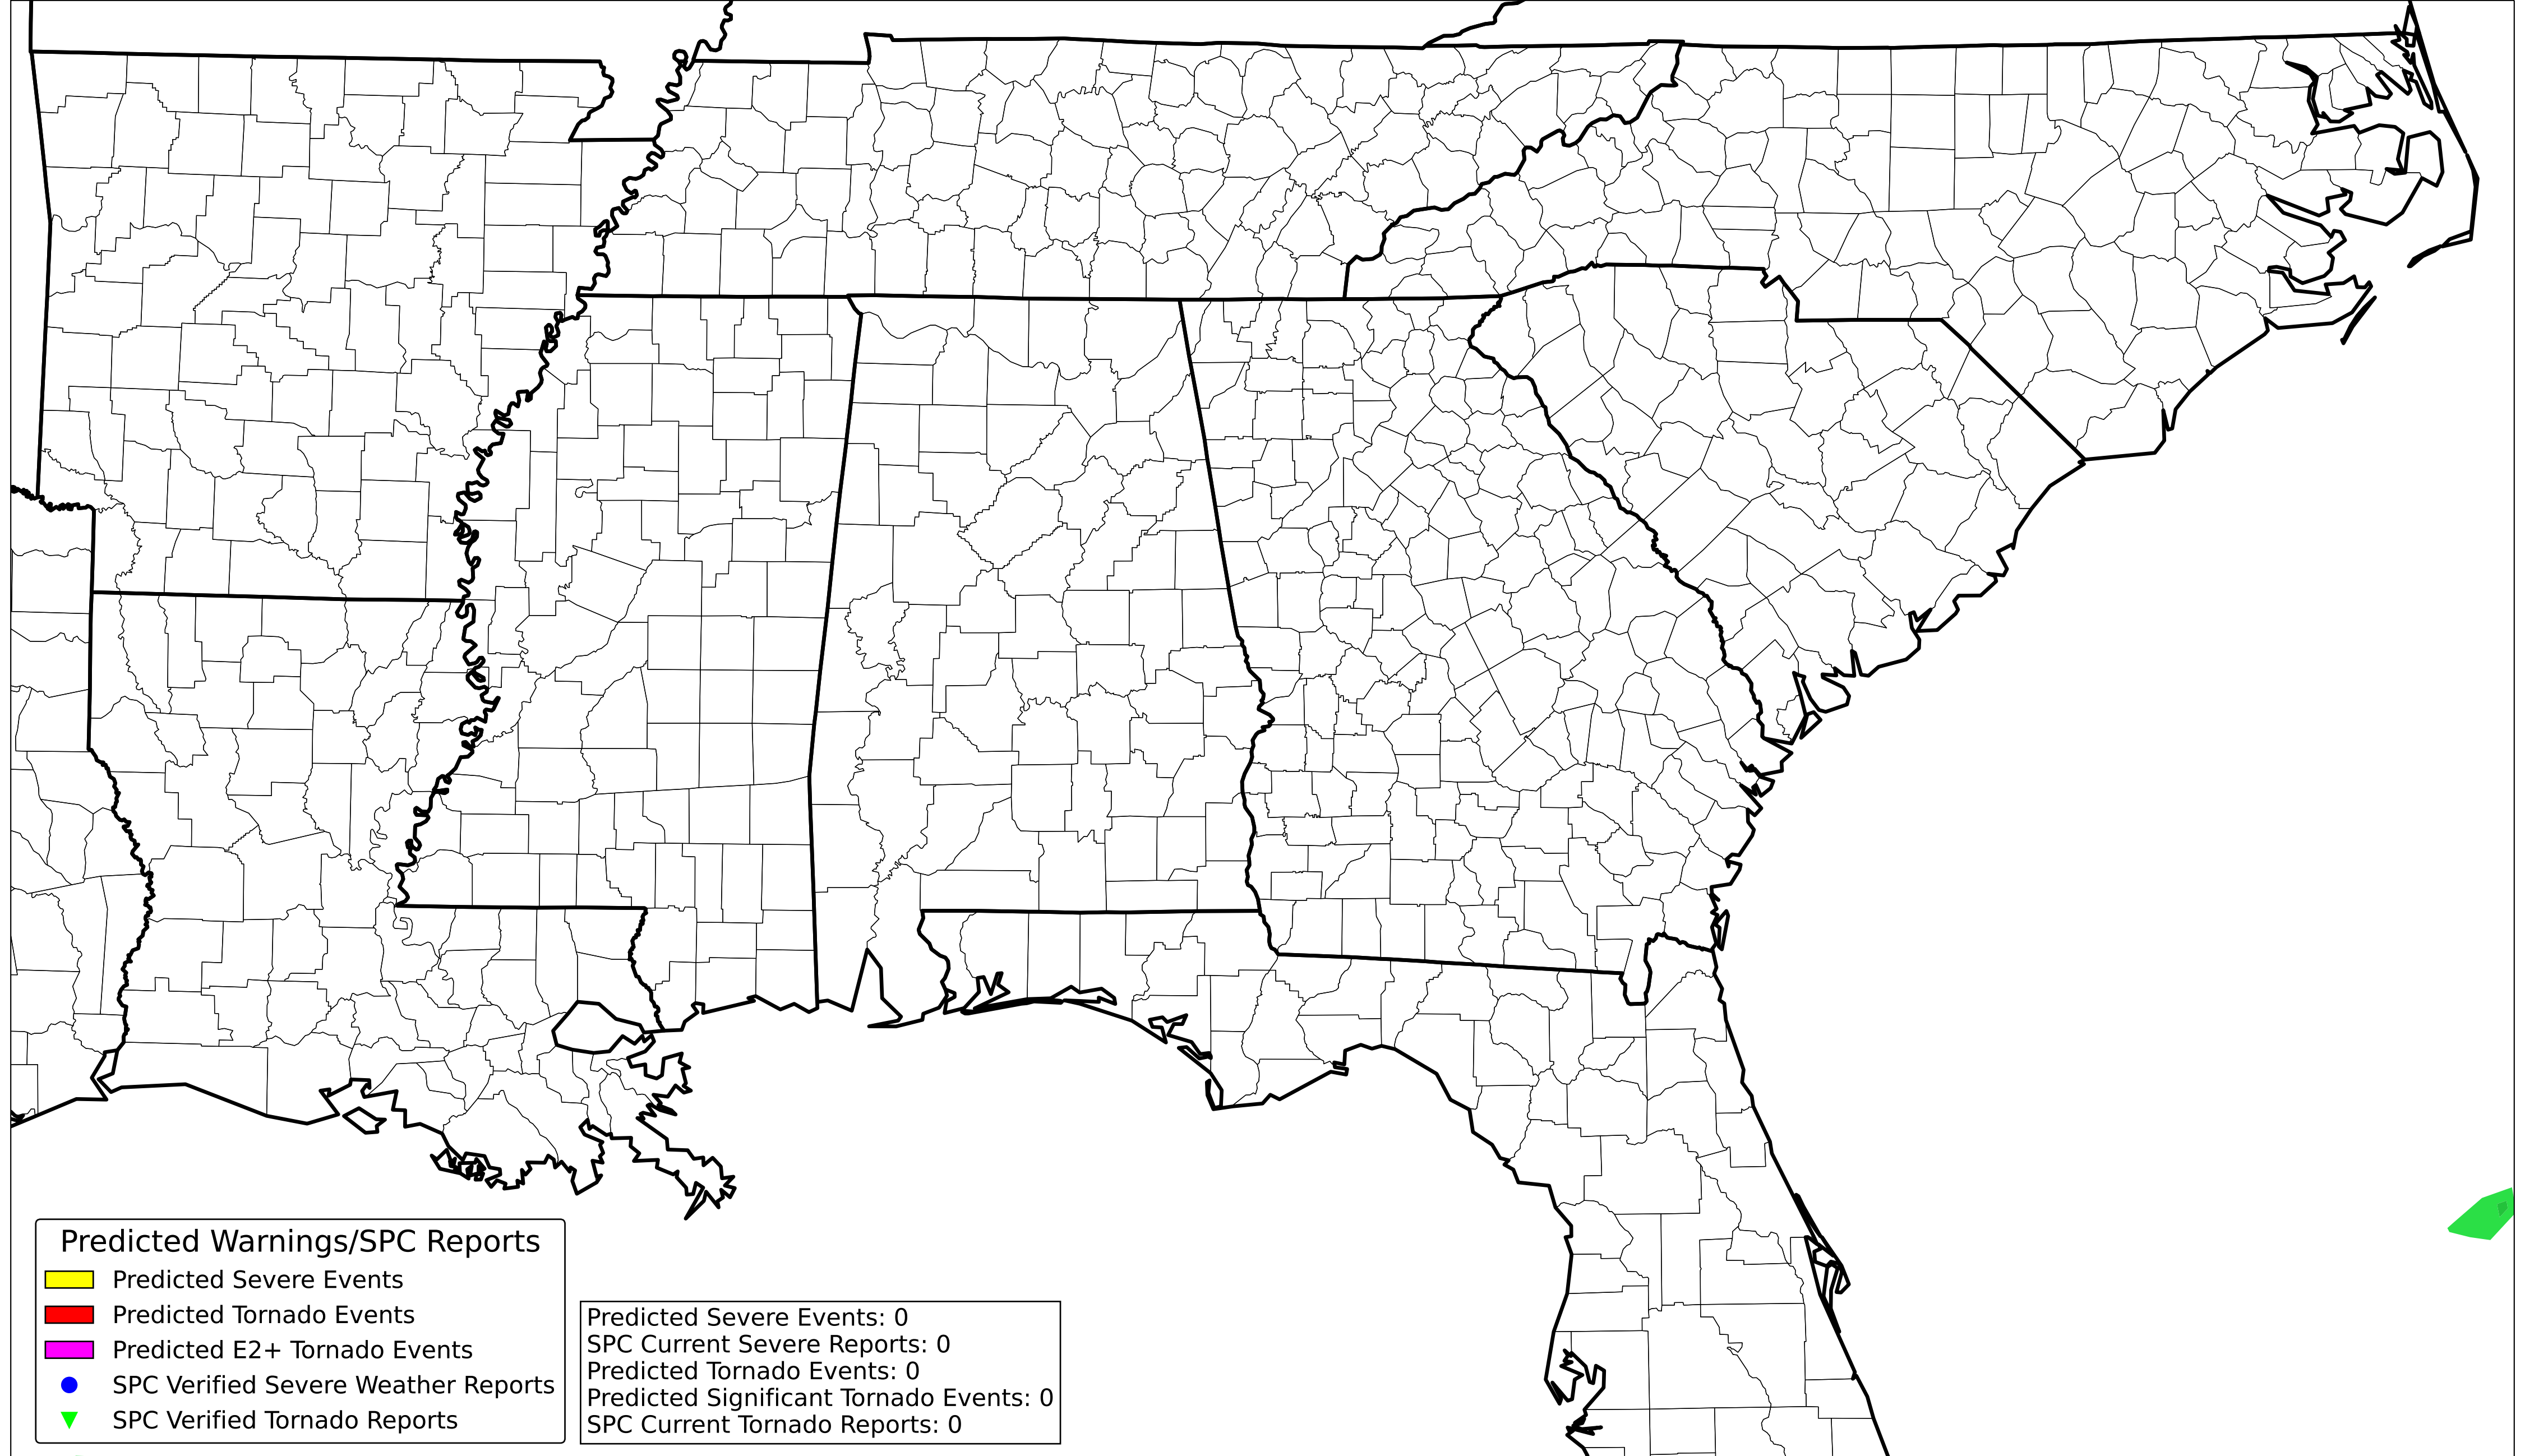 Predicted Warnings/SPC Reports
Predicted Severe Events
Predicted Tornado Events
Predicted E2+ Tornado Events
SPC Verified Severe Weather Reports
SPC Verified Tornado Reports
Predicted Severe Events: 0
SPC Current Severe Reports: 0
Predicted Tornado Events: 0
Predicted Significant Tornado Events: 0
SPC Current Tornado Reports: 0